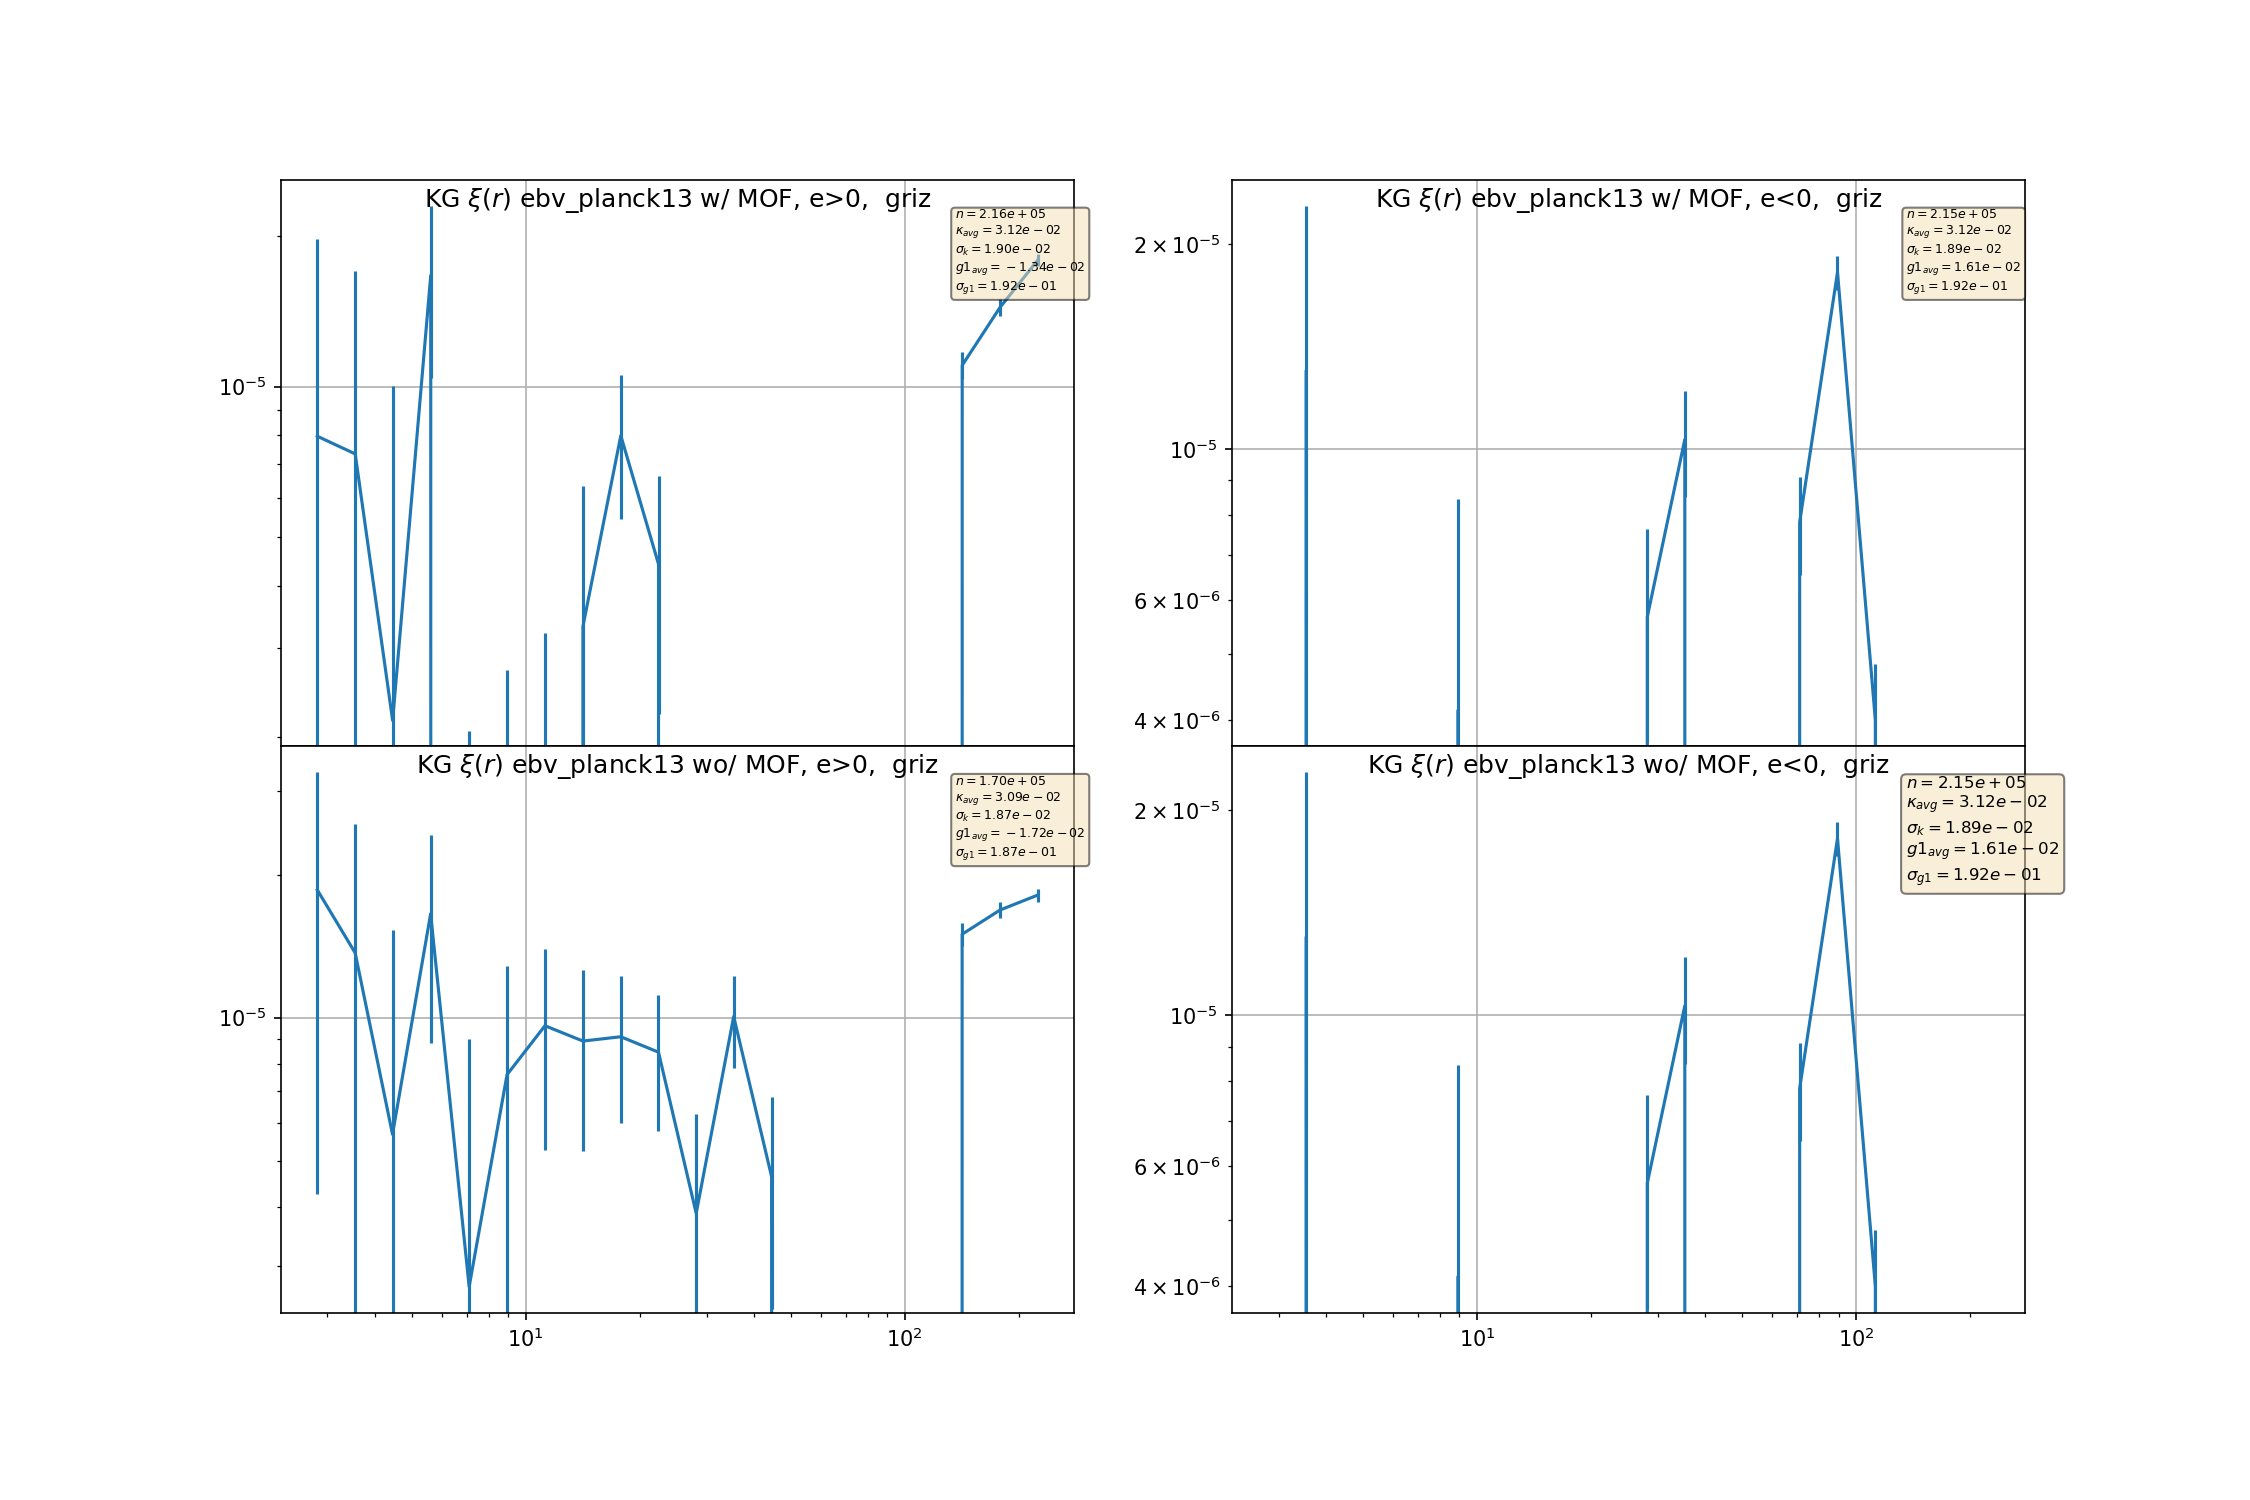 KG ξ(r) ebv_planck13 w/ MOF, e>0,  griz
n = 2.16e + 05
κ_avg = 3.12e − 02
σ_k = 1.90e − 02
g1_avg = − 1.34e − 02
σ_g1 = 1.92e − 01
10⁻⁵
KG ξ(r) ebv_planck13 w/ MOF, e<0,  griz
n = 2.15e + 05
κ_avg = 3.12e − 02
σ_k = 1.89e − 02
g1_avg = 1.61e − 02
σ_g1 = 1.92e − 01
2 × 10⁻⁵
10⁻⁵
6 × 10⁻⁶
4 × 10⁻⁶
KG ξ(r) ebv_planck13 wo/ MOF, e>0,  griz
n = 1.70e + 05
κ_avg = 3.09e − 02
σ_k = 1.87e − 02
g1_avg = − 1.72e − 02
σ_g1 = 1.87e − 01
10⁻⁵
10¹
10²
KG ξ(r) ebv_planck13 wo/ MOF, e<0,  griz
n = 2.15e + 05
κ_avg = 3.12e − 02
σ_k = 1.89e − 02
g1_avg = 1.61e − 02
σ_g1 = 1.92e − 01
2 × 10⁻⁵
10⁻⁵
6 × 10⁻⁶
4 × 10⁻⁶
10¹
10²